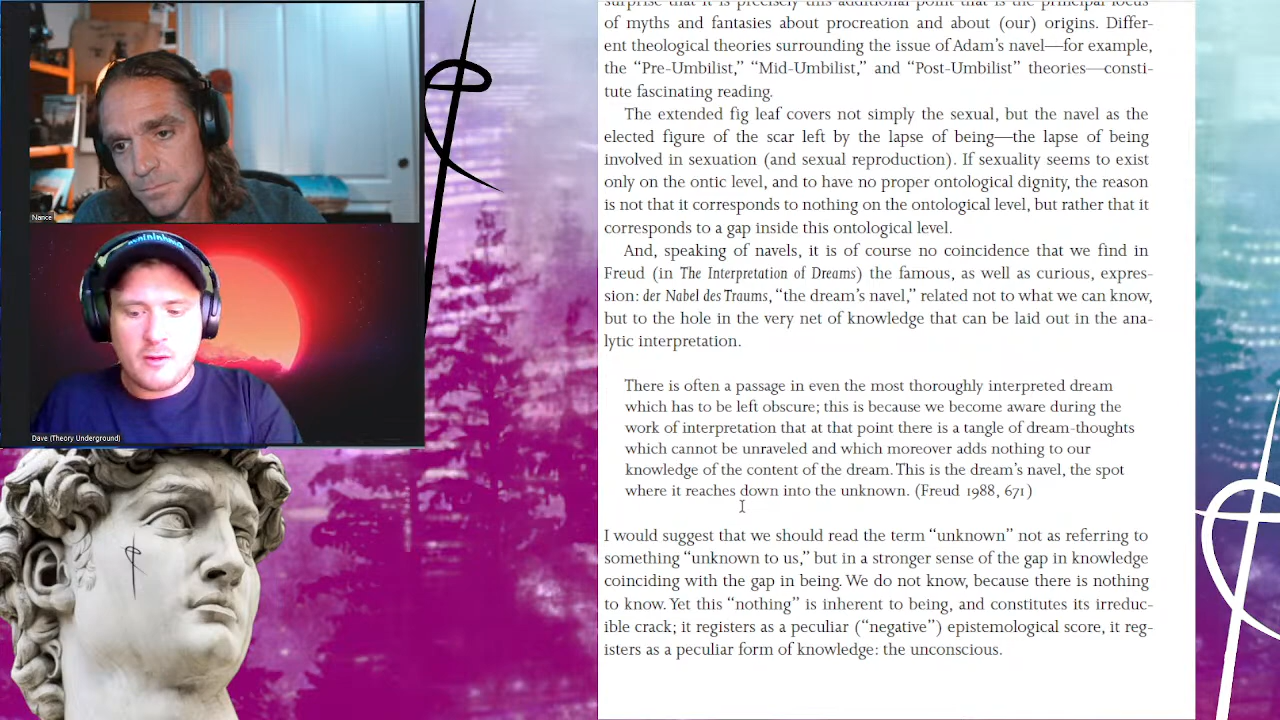 Nance
Dave (Theory Underground)
surprise that it is precisely this additional point that is the principal locus
of myths and fantasies about procreation and about (our) origins. Differ-
ent theological theories surrounding the issue of Adam’s navel—for example,
the “Pre-Umbilist,” “Mid-Umbilist,” and “Post-Umbilist” theories—consti-
tute fascinating reading.
The extended fig leaf covers not simply the sexual, but the navel as the
elected figure of the scar left by the lapse of being—the lapse of being
involved in sexuation (and sexual reproduction). If sexuality seems to exist
only on the ontic level, and to have no proper ontological dignity, the reason
is not that it corresponds to nothing on the ontological level, but rather that it
corresponds to a gap inside this ontological level.
And, speaking of navels, it is of course no coincidence that we find in
Freud (in The Interpretation of Dreams) the famous, as well as curious, expres-
sion: der Nabel des Traums, “the dream’s navel,” related not to what we can know,
but to the hole in the very net of knowledge that can be laid out in the ana-
lytic interpretation.
There is often a passage in even the most thoroughly interpreted dream
which has to be left obscure; this is because we become aware during the
work of interpretation that at that point there is a tangle of dream-thoughts
which cannot be unraveled and which moreover adds nothing to our
knowledge of the content of the dream. This is the dream’s navel, the spot
where it reaches down into the unknown. (Freud 1988, 671)
I would suggest that we should read the term “unknown” not as referring to
something “unknown to us,” but in a stronger sense of the gap in knowledge
coinciding with the gap in being. We do not know, because there is nothing
to know. Yet this “nothing” is inherent to being, and constitutes its irreduc-
ible crack; it registers as a peculiar (“negative”) epistemological score, it reg-
isters as a peculiar form of knowledge: the unconscious.